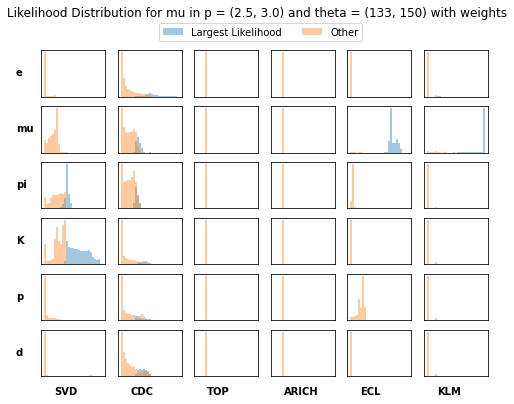 Likelihood Distribution for mu in p = (2.5, 3.0) and theta = (133, 150) with weights
Largest Likelihood Other
e
mu
pi
K
p
d
SVD CDC TOP ARICH ECL KLM